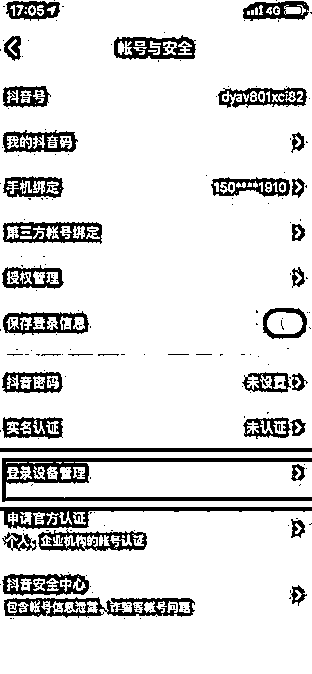 17:05 4G
帐号与安全
抖音号 dyav801xci82
我的抖音码
手机绑定 150****1910
第三方帐号绑定
授权管理
保存登录信息
抖音密码 未设置
实名认证 未认证
登录设备管理
申请官方认证
个人、企业机构的帐号认证
抖音安全中心
包含帐号信息泄露、诈骗等帐号问题